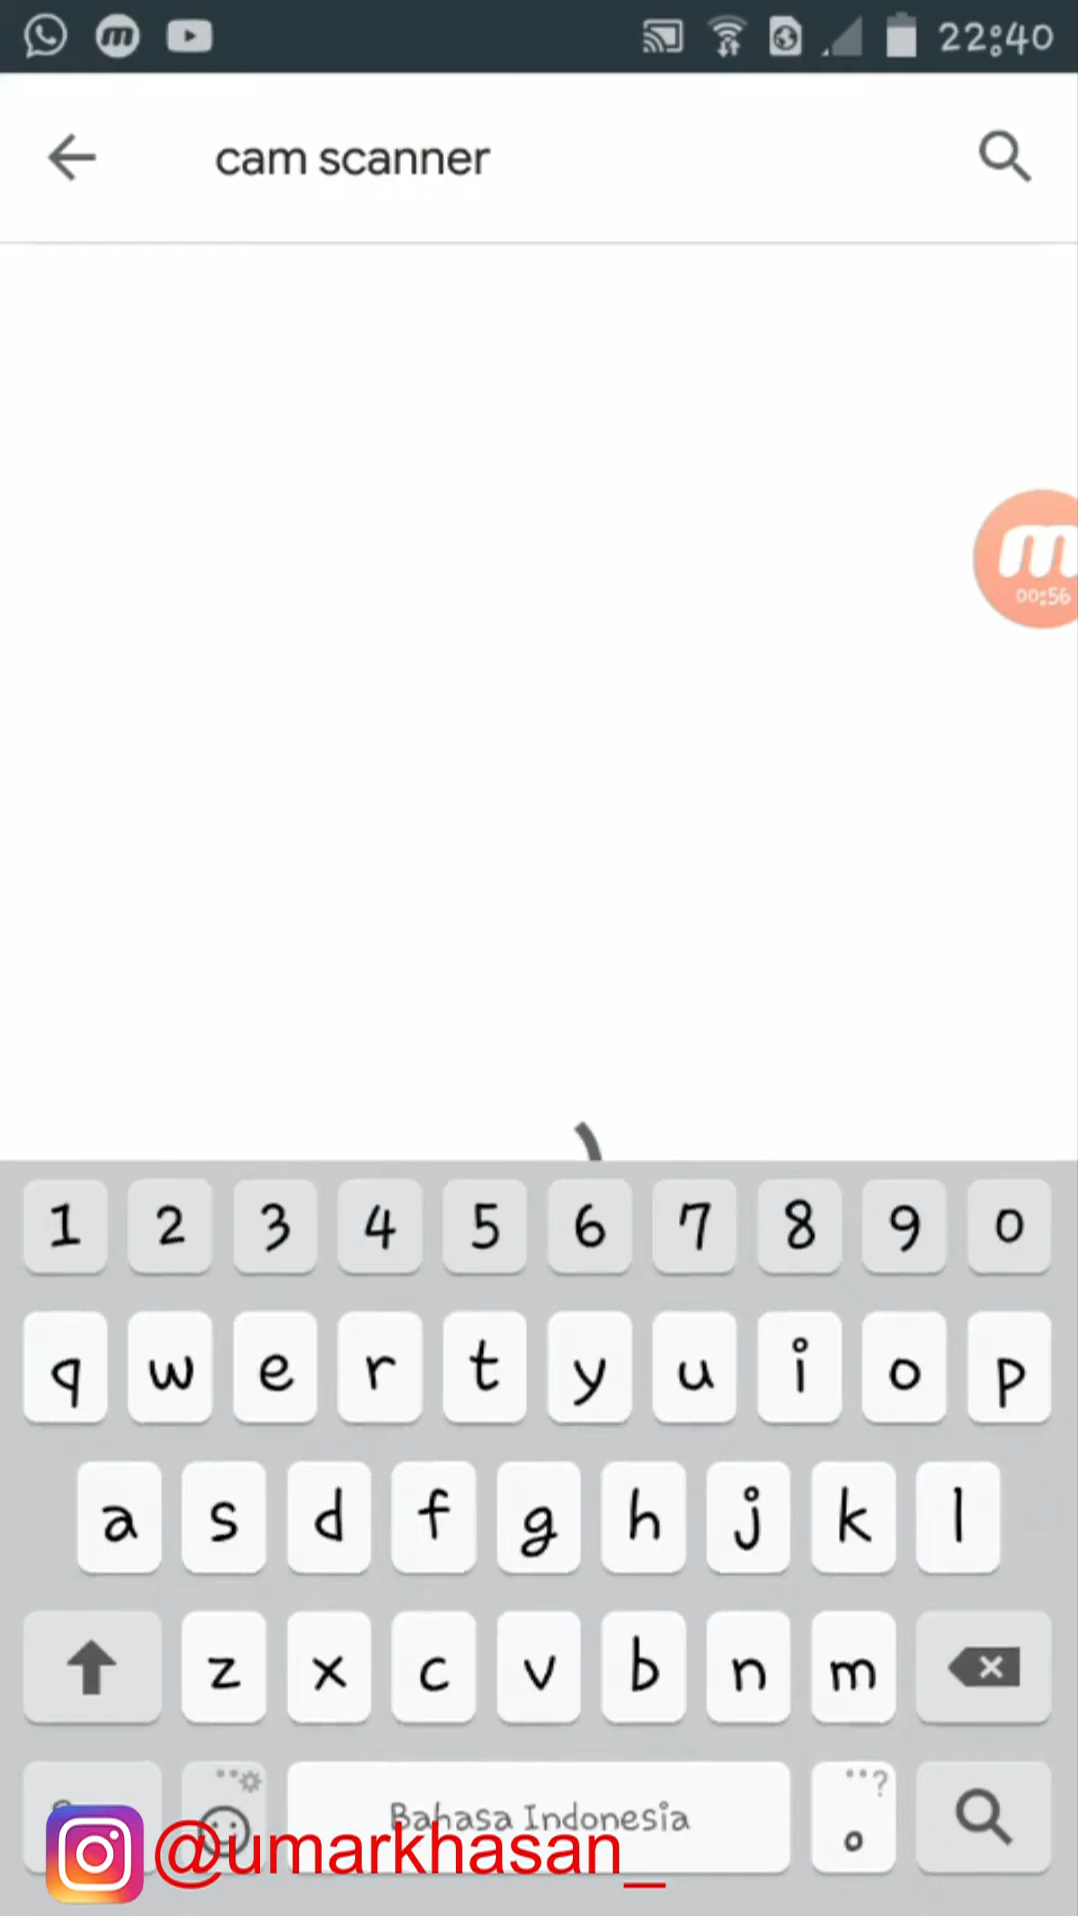 22:40
cam scanner
m
00:56
1 2 3 4 5 6 7 8 9 0
q w e r t y u i o p
a s d f g h j k l
z x c v b n m
?
Bahasa Indonesia
@umarkhasan_